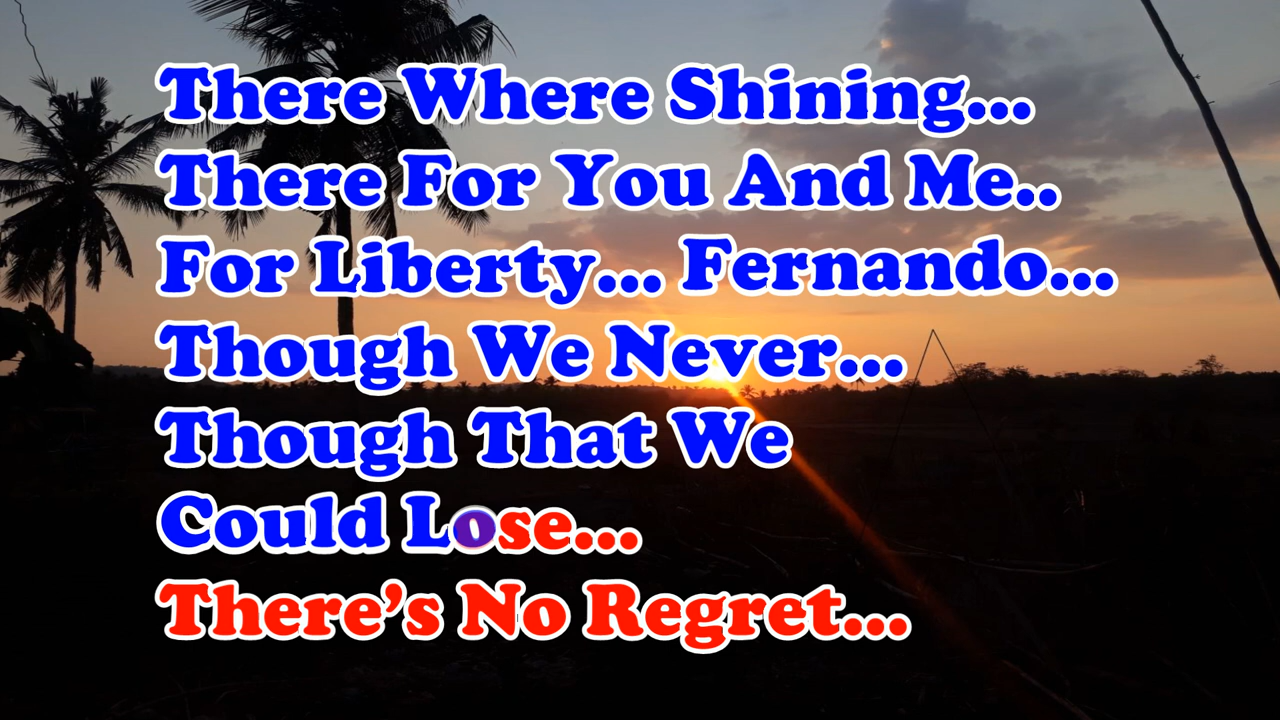 There Where Shining...
There For You And Me..
For Liberty... Fernando...
Though We Never...
Though That We
Could Lose...
There's No Regret...